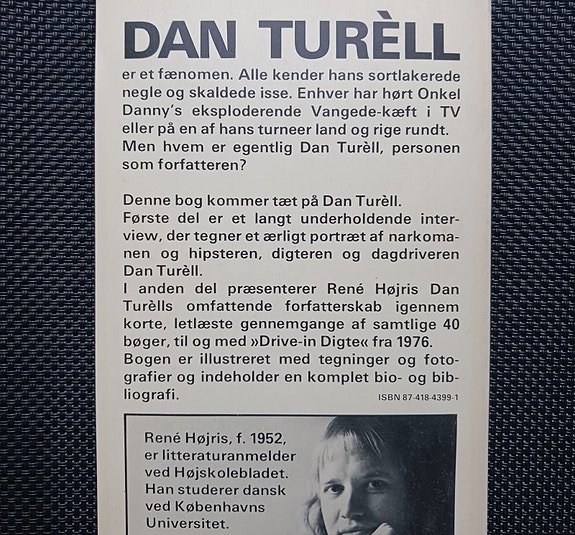 DAN TURÈLL
er et fænomen. Alle kender hans sortlakerede
negle og skaldede isse. Enhver har hørt Onkel
Danny's eksploderende Vangede-kæft i TV
eller på en af hans turneer land og rige rundt.
Men hvem er egentlig Dan Turèll, personen
som forfatteren?
Denne bog kommer tæt på Dan Turèll.
Første del er et langt underholdende inter-
view, der tegner et ærligt portræt af narkoma-
nen og hipsteren, digteren og dagdriveren
Dan Turèll.
I anden del præsenterer René Højris Dan
Turèlls omfattende forfatterskab igennem
korte, letlæste gennemgange af samtlige 40
bøger, til og med »Drive-in Digte« fra 1976.
Bogen er illustreret med tegninger og foto-
grafier og indeholder en komplet bio- og bib-
liografi. ISBN 87-418-4399-1
René Højris, f. 1952,
er litteraturanmelder
ved Højskolebladet.
Han studerer dansk
ved Københavns
Universitet.